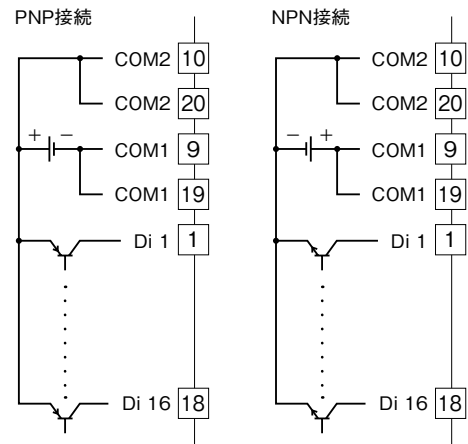 PNP接続
COM2 10
COM2 20
+ −
COM1 9
COM1 19
Di 1 1
Di 16 18
NPN接続
COM2 10
COM2 20
− +
COM1 9
COM1 19
Di 1 1
Di 16 18